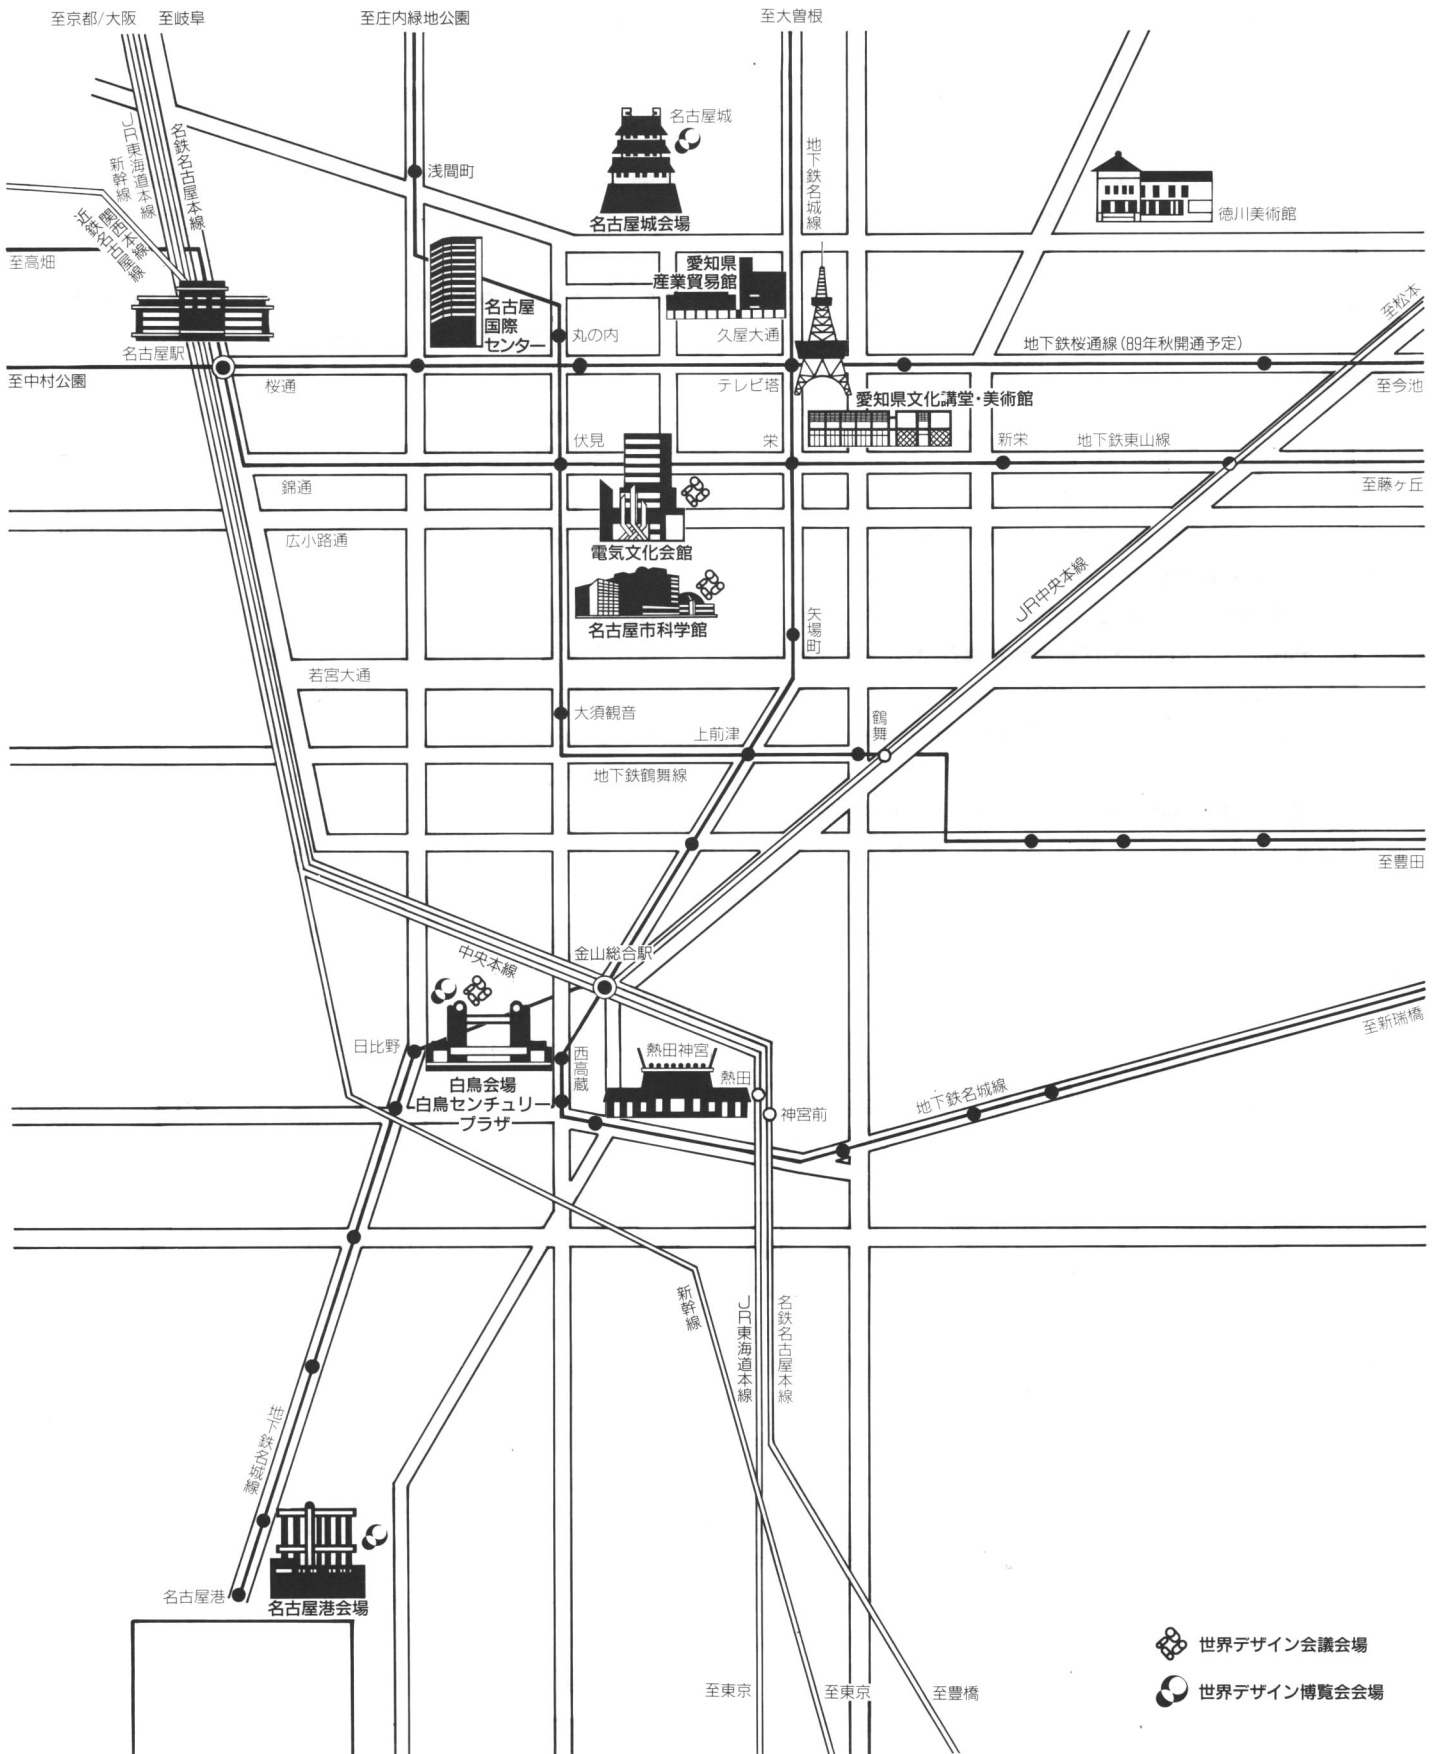 至京都/大阪
至岐阜
至庄内緑地公園
至大曽根
名古屋城
JR東海道本線
新幹線
名鉄名古屋本線
浅間町
地下鉄名城線
名古屋城会場
徳川美術館
関西本線
近鉄名古屋線
至高畑
愛知県
産業貿易館
名古屋
国際
センター
丸の内
久屋大通
至松本
地下鉄桜通線(89年秋開通予定)
名古屋駅
至中村公園
桜通
テレビ塔
至今池
愛知県文化講堂・美術館
伏見
栄
新栄
地下鉄東山線
錦通
至藤ヶ丘
広小路通
電気文化会館
JR中央本線
名古屋市科学館
矢場町
若宮大通
大須観音
上前津
鶴舞
地下鉄鶴舞線
至豊田
中央本線
金山総合駅
日比野
西高蔵
熱田神宮
熱田
白鳥会場
白鳥センチュリー
プラザ
神宮前
地下鉄名城線
至新瑞橋
新幹線
JR東海道本線
名鉄名古屋本線
地下鉄名城線
名古屋港
名古屋港会場
世界デザイン会議会場
世界デザイン博覧会会場
至東京
至東京
至豊橋